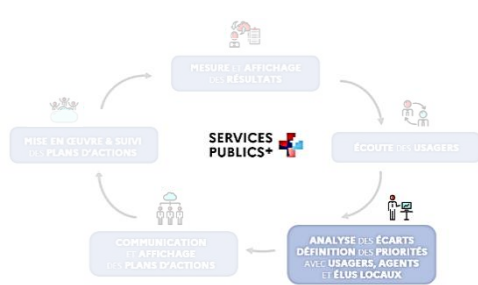 MESURE ET AFFICHAGE
DES RÉSULTATS
MISE EN ŒUVRE & SUIVI
DES PLANS D'ACTIONS
SERVICES
PUBLICS+
ÉCOUTE DES USAGERS
COMMUNICATION
ET AFFICHAGE
DES PLANS D'ACTIONS
ANALYSE DES ÉCARTS
DÉFINITION DES PRIORITÉS
AVEC USAGERS, AGENTS
ET ÉLUS LOCAUX